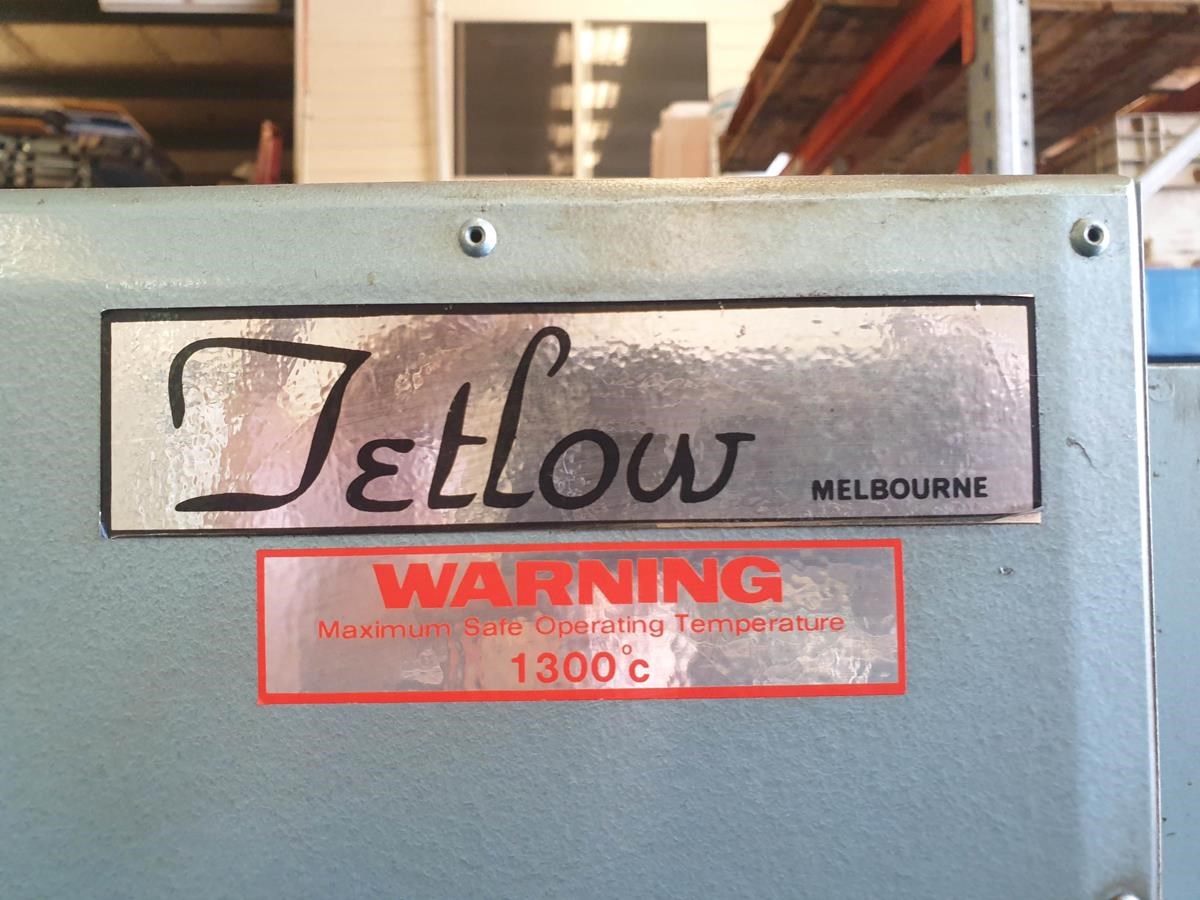 Tetlow MELBOURNE
WARNING
Maximum Safe Operating Temperature
1300°c